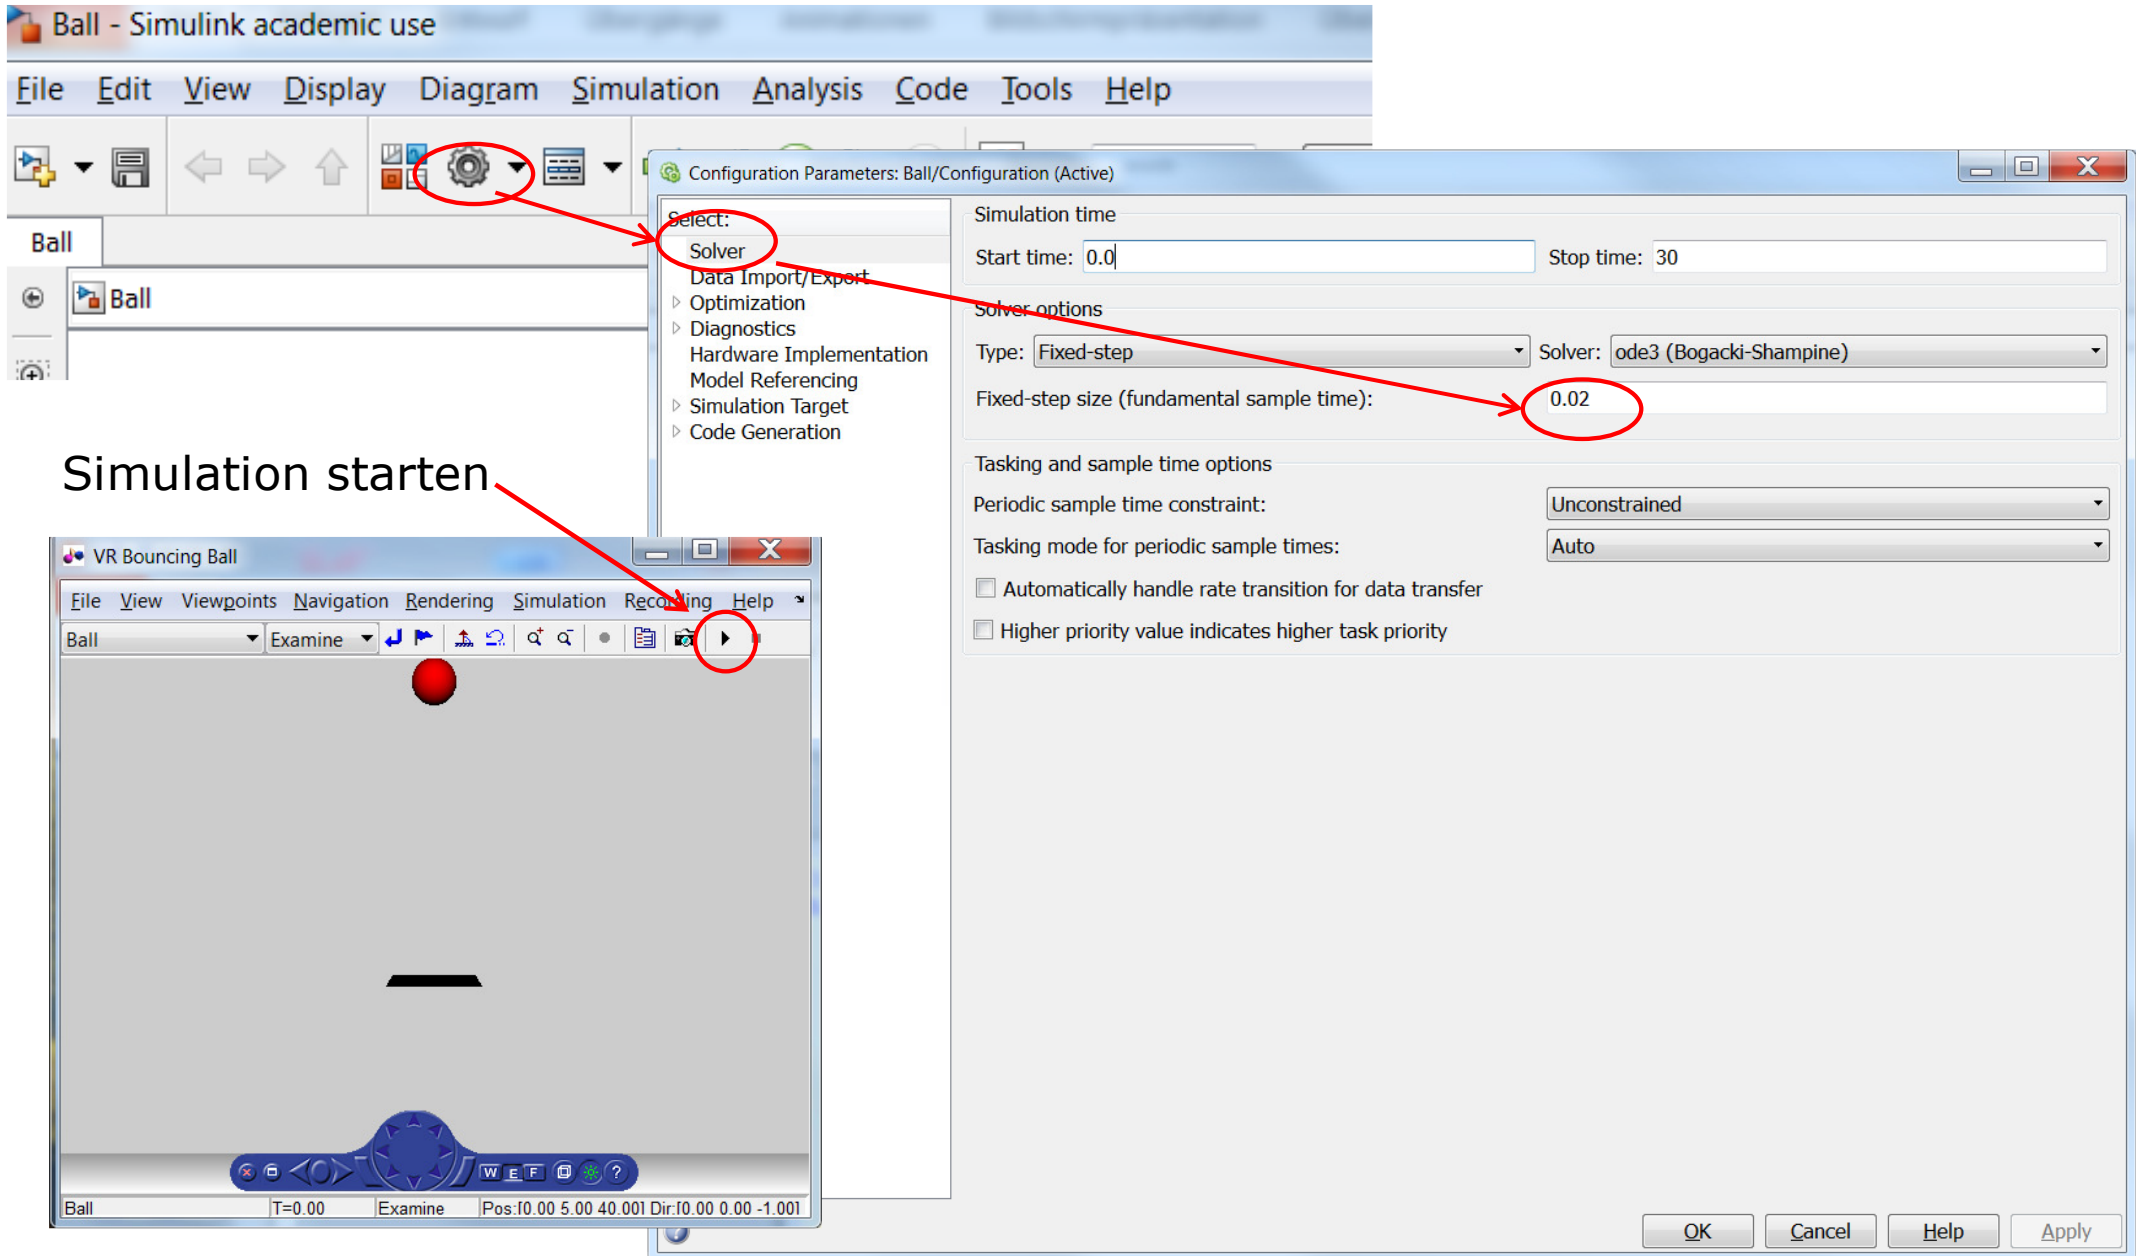 Ball - Simulink academic use
File Edit View Display Diagram Simulation Analysis Code Tools Help
Ball
Ball
Configuration Parameters: Ball/Configuration (Active)
Select:
Solver
Data Import/Export
Optimization
Diagnostics
Hardware Implementation
Model Referencing
Simulation Target
Code Generation
Simulation time
Start time: 0.0 Stop time: 30
Solver options
Type: Fixed-step Solver: ode3 (Bogacki-Shampine)
Fixed-step size (fundamental sample time): 0.02
Tasking and sample time options
Periodic sample time constraint: Unconstrained
Tasking mode for periodic sample times: Auto
Automatically handle rate transition for data transfer
Higher priority value indicates higher task priority
OK Cancel Help Apply
Simulation starten
VR Bouncing Ball
File View Viewpoints Navigation Rendering Simulation Recording Help
Ball Examine
W E F ?
Ball T=0.00 Examine Pos:[0.00 5.00 40.00] Dir:[0.00 0.00 -1.00]